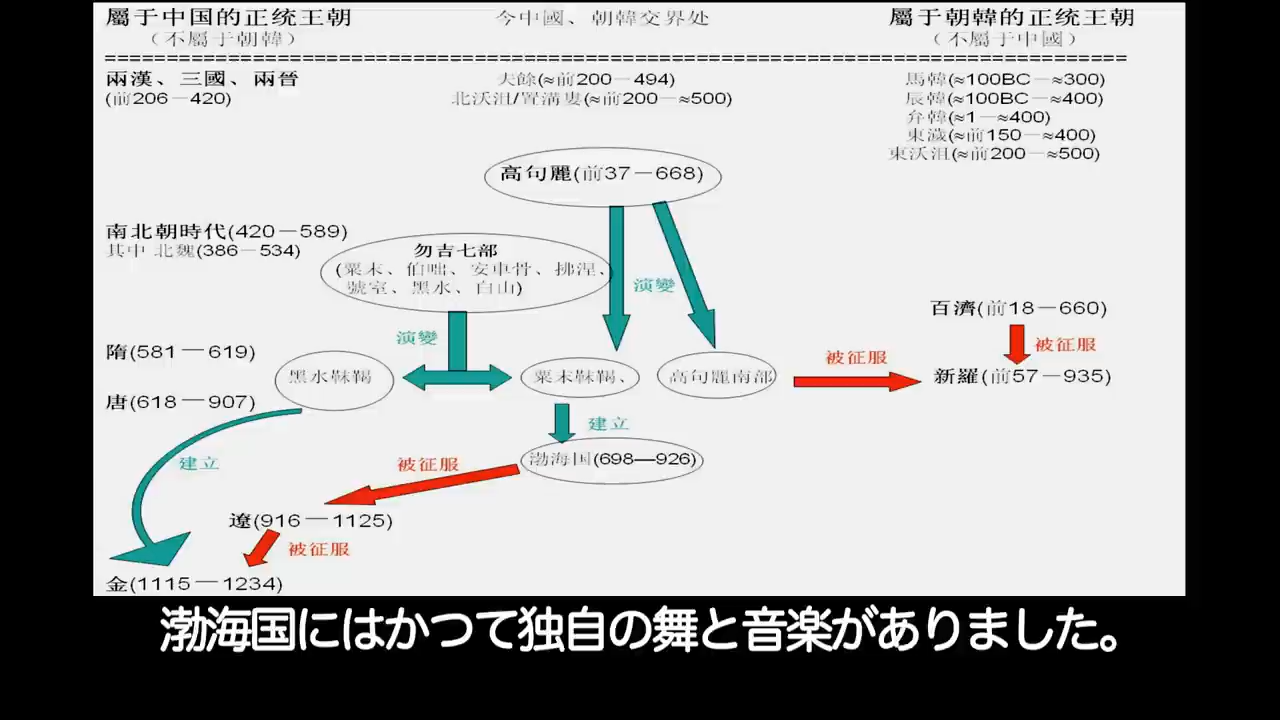 屬于中国的正统王朝 今中國、朝韓交界处 屬于朝韓的正统王朝
（不屬于朝韓） （不屬于中國）
兩漢、三國、兩晉 夫餘(≈前200－494) 馬韓(≈100BC－≈300)
(前206－420) 北沃沮/置溝婁(≈前200－≈500) 辰韓(≈100BC－≈400)
弁韓(≈1－≈400)
東濊(≈前150－≈400)
東沃沮(≈前200－≈500)
高句麗(前37－668)
南北朝時代(420－589)
其中 北魏(386－534)
勿吉七部
(粟末、伯咄、安車骨、拂涅、
號室、黑水、白山)
演變
百濟(前18－660)
演變
被征服
隋(581－619)
被征服
黑水靺鞨 粟末靺鞨、 高句麗南部 新羅(前57－935)
唐(618－907)
建立
建立
渤海国(698—926)
被征服
遼(916－1125)
被征服
金(1115－1234)
渤海国にはかつて独自の舞と音楽がありました。